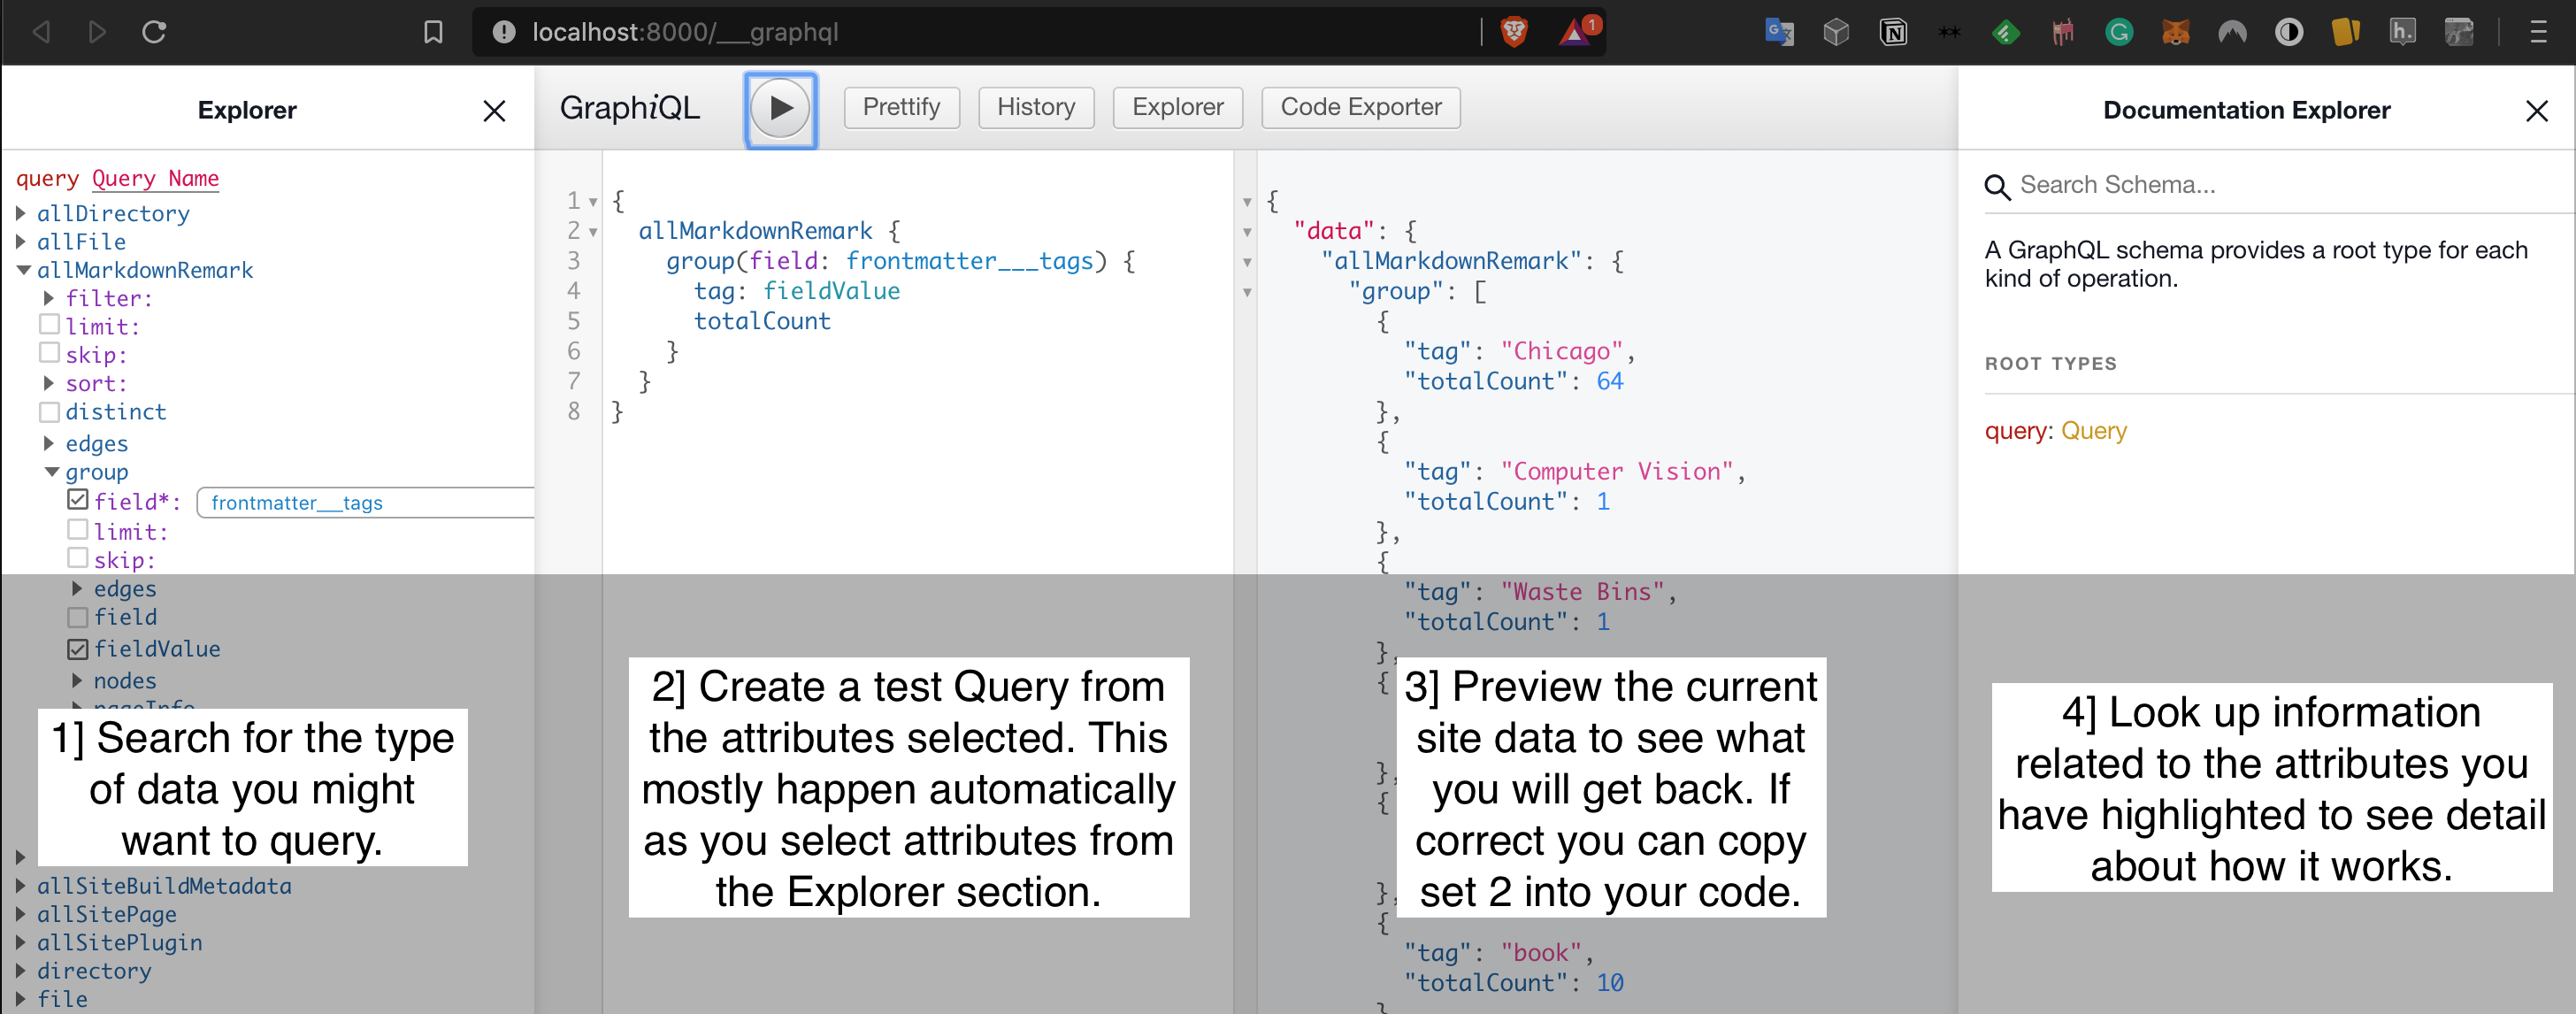 localhost:8000/___graphql
1
N
G
h.
Explorer
query Query Name
allDirectory
allFile
allMarkdownRemark
filter:
limit:
skip:
sort:
distinct
edges
group
field*: frontmatter___tags
limit:
skip:
edges
field
fieldValue
nodes
pageInfo
1] Search for the type
of data you might
want to query.
allSiteBuildMetadata
allSitePage
allSitePlugin
directory
file
GraphiQL
Prettify
History
Explorer
Code Exporter
1 {
2 allMarkdownRemark {
3 group(field: frontmatter___tags) {
4 tag: fieldValue
5 totalCount
6 }
7 }
8 }
2] Create a test Query from
the attributes selected. This
mostly happen automatically
as you select attributes from
the Explorer section.
{
"data": {
"allMarkdownRemark": {
"group": [
{
"tag": "Chicago",
"totalCount": 64
},
{
"tag": "Computer Vision",
"totalCount": 1
},
{
"tag": "Waste Bins",
"totalCount": 1
},
{
},
{
},
{
"tag": "book",
"totalCount": 10
}
3] Preview the current
site data to see what
you will get back. If
correct you can copy
set 2 into your code.
Documentation Explorer
Search Schema...
A GraphQL schema provides a root type for each
kind of operation.
ROOT TYPES
query: Query
4] Look up information
related to the attributes you
have highlighted to see detail
about how it works.